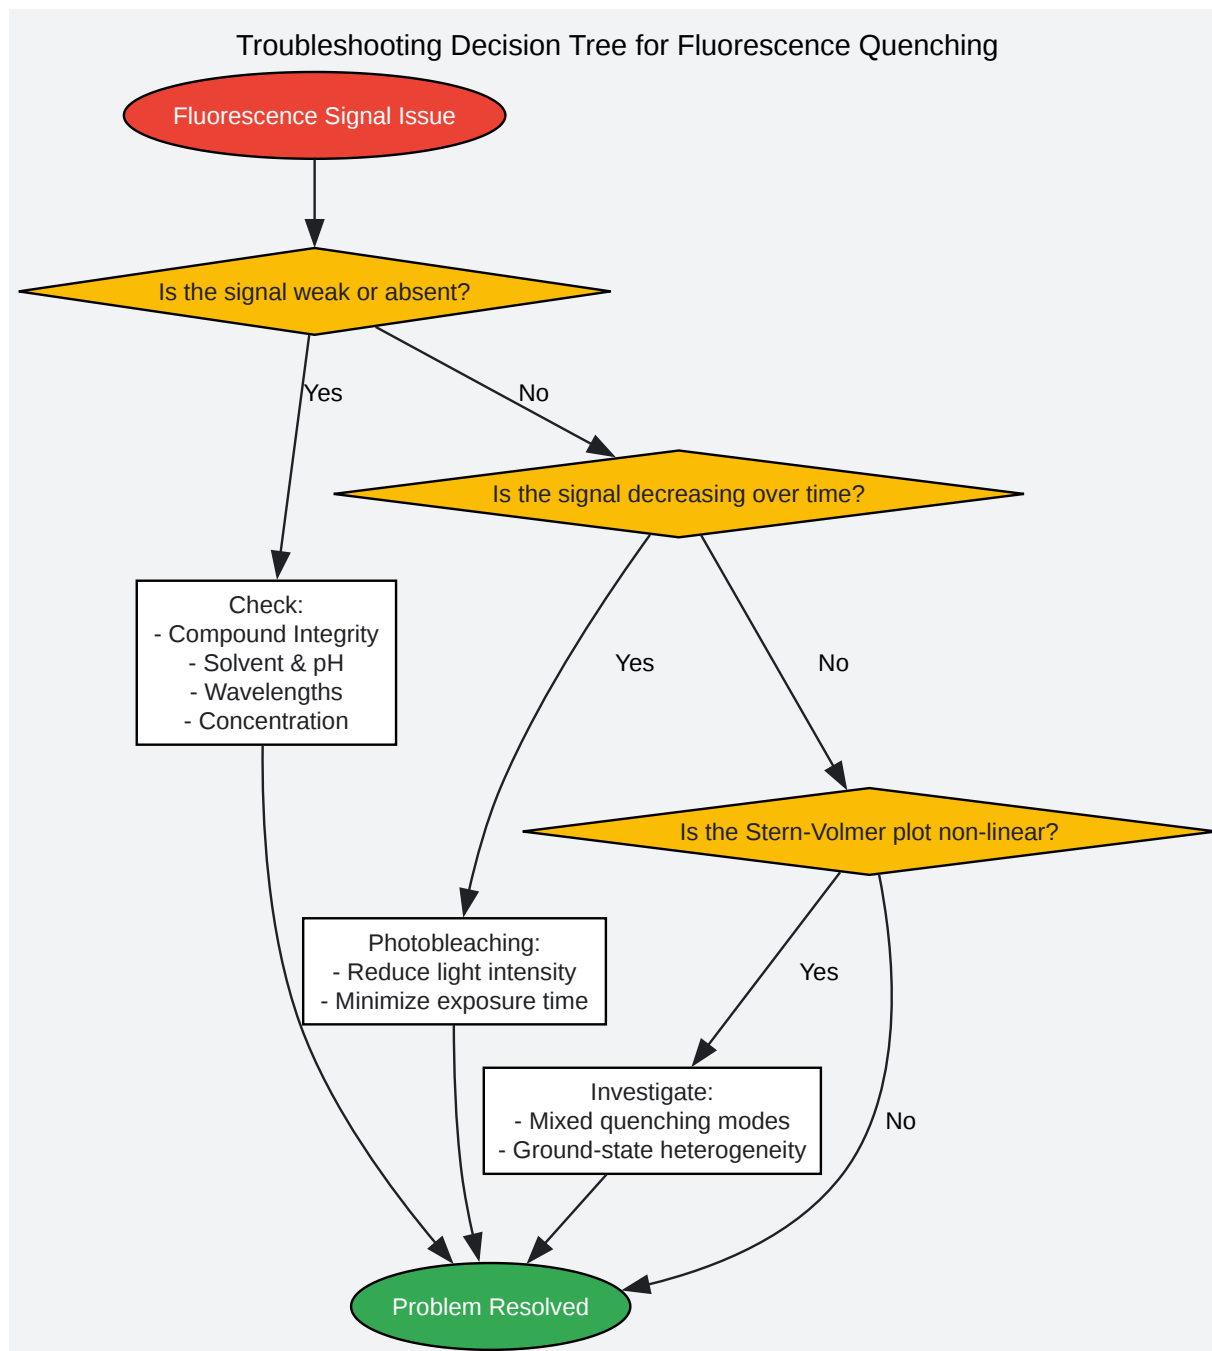 Troubleshooting Decision Tree for Fluorescence Quenching
Fluorescence Signal Issue
Is the signal weak or absent?
Yes
No
Is the signal decreasing over time?
Check:
- Compound Integrity
- Solvent & pH
- Wavelengths
- Concentration
Yes
No
Is the Stern-Volmer plot non-linear?
Photobleaching:
- Reduce light intensity
- Minimize exposure time
Yes
Investigate:
- Mixed quenching modes
- Ground-state heterogeneity
No
Problem Resolved